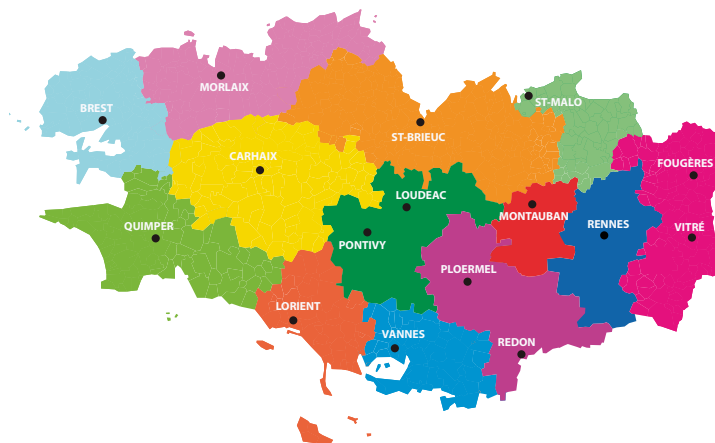 BREST
MORLAIX
ST-MALO
ST-BRIEUC
CARHAIX
FOUGÈRES
LOUDEAC
MONTAUBAN
RENNES
VITRÉ
QUIMPER
PONTIVY
PLOERMEL
LORIENT
VANNES
REDON